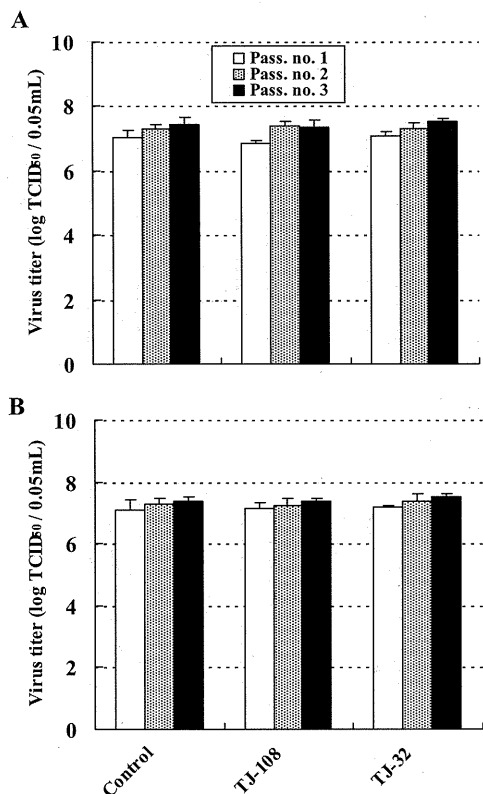 A
10
8
6
4
2
0
Virus titer (log TCID50 / 0.05mL)
Pass. no. 1
Pass. no. 2
Pass. no. 3
B
10
8
6
4
2
0
Virus titer (log TCID50 / 0.05mL)
Control
TJ-108
TJ-32